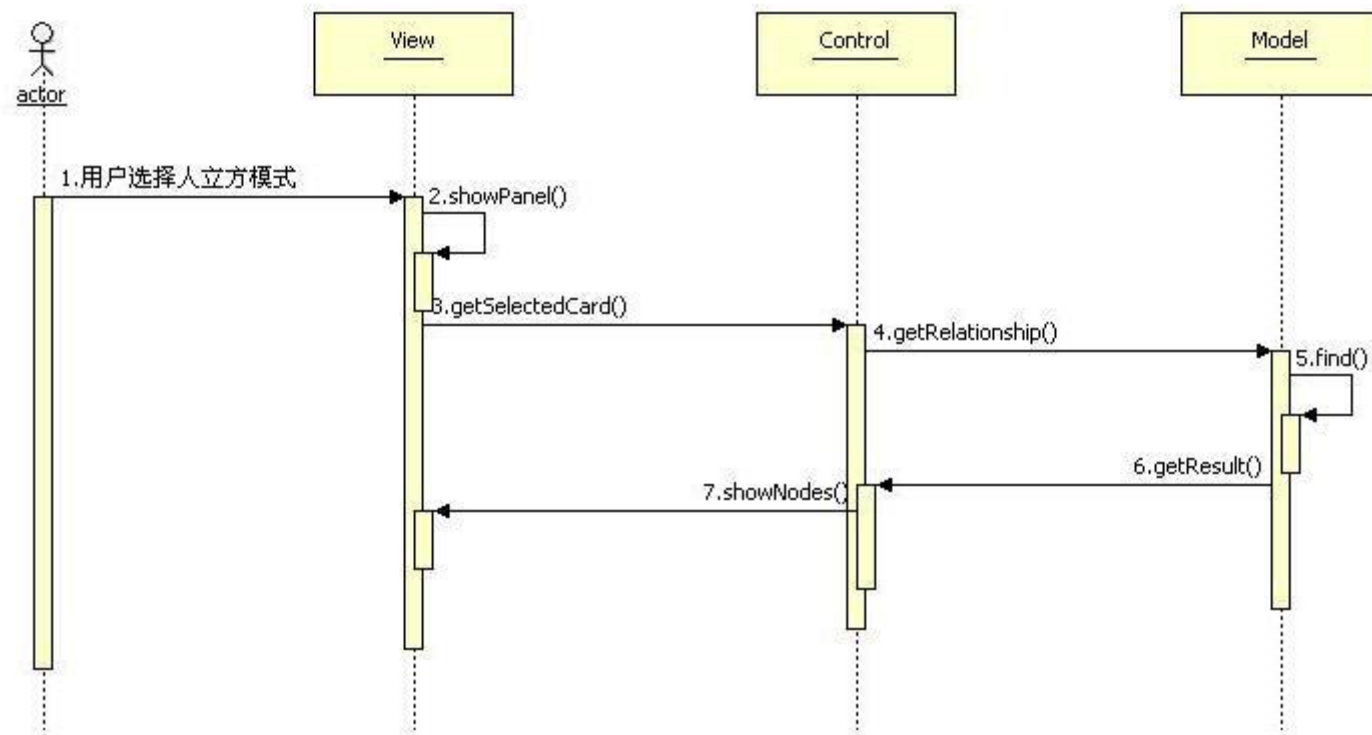 View
Control
Model
actor
1.用户选择人立方模式
2.showPanel()
3.getSelectedCard()
4.getRelationship()
5.find()
6.getResult()
7.showNodes()